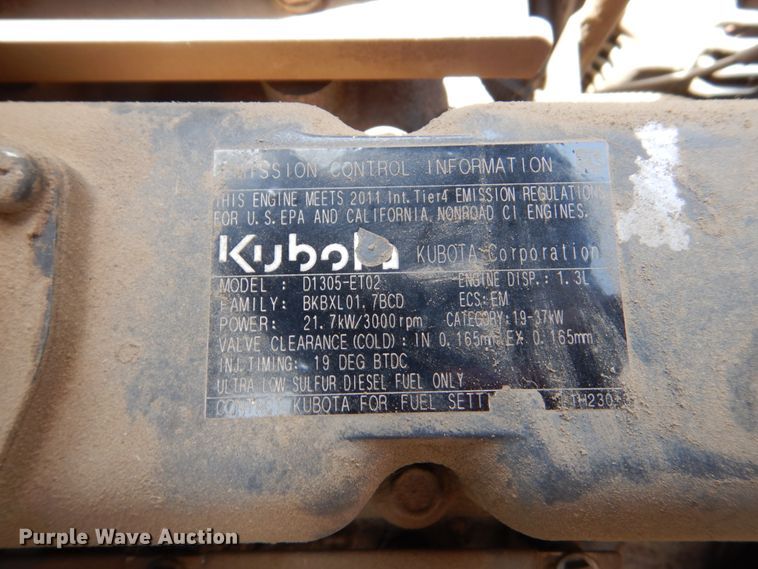 EMISSION CONTROL INFORMATION
THIS ENGINE MEETS 2011 Int. Tier4 EMISSION REGULATIONS
FOR U.S. EPA AND CALIFORNIA NONROAD CI ENGINES.
Kubota KUBOTA Corporation
MODEL : D1305-ET02 ENGINE DISP.: 1.3L
FAMILY: BKBXL01.7BCD ECS:EM
POWER: 21.7kW/3000rpm CATEGORY:19-37kW
VALVE CLEARANCE (COLD): IN 0.165mm EX 0.165mm
INJ.TIMING: 19 DEG BTDC
ULTRA LOW SULFUR DIESEL FUEL ONLY
KUBOTA FOR FUEL
Purple Wave Auction